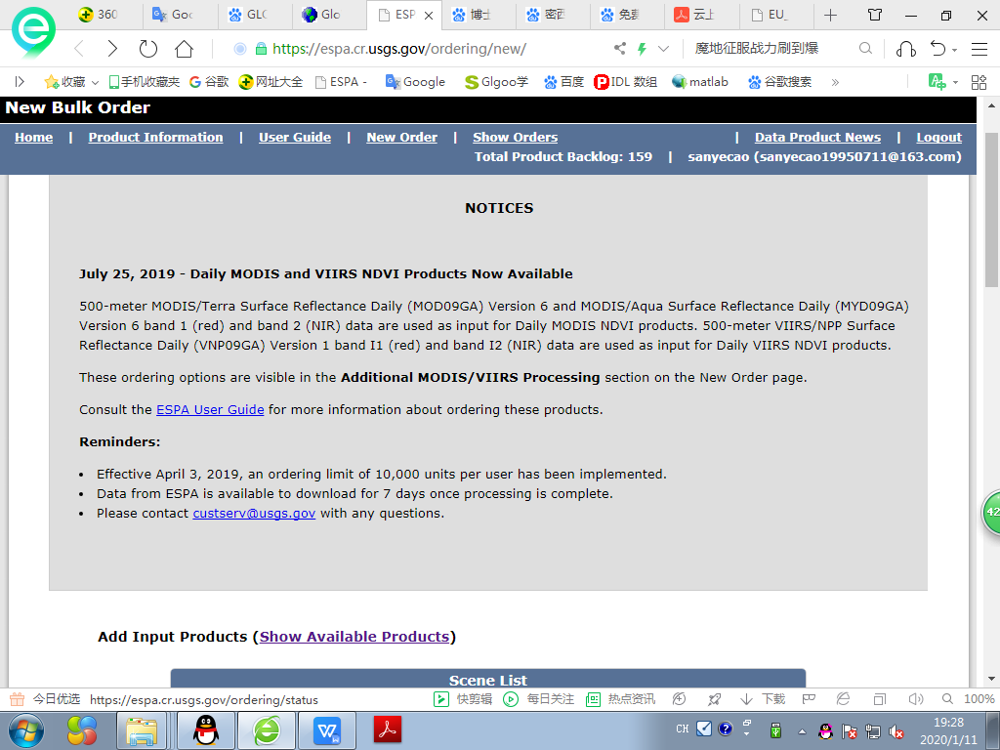 360
Goo
GLO
Glo
ESP
博士
密西
免费
云上
EU_
https://espa.cr.usgs.gov/ordering/new/
魔地征服战力刷到爆
收藏
手机收藏夹
谷歌
网址大全
ESPA -
Google
Glgoo学
百度
IDL 数组
matlab
谷歌搜索
»
New Bulk Order
Home | Product Information | User Guide | New Order | Show Orders | Data Product News | Logout
Total Product Backlog: 159 | sanyecao (sanyecao19950711@163.com)
NOTICES
July 25, 2019 - Daily MODIS and VIIRS NDVI Products Now Available
500-meter MODIS/Terra Surface Reflectance Daily (MOD09GA) Version 6 and MODIS/Aqua Surface Reflectance Daily (MYD09GA)
Version 6 band 1 (red) and band 2 (NIR) data are used as input for Daily MODIS NDVI products. 500-meter VIIRS/NPP Surface
Reflectance Daily (VNP09GA) Version 1 band I1 (red) and band I2 (NIR) data are used as input for Daily VIIRS NDVI products.
These ordering options are visible in the Additional MODIS/VIIRS Processing section on the New Order page.
Consult the ESPA User Guide for more information about ordering these products.
Reminders:
• Effective April 3, 2019, an ordering limit of 10,000 units per user has been implemented.
• Data from ESPA is available to download for 7 days once processing is complete.
• Please contact custserv@usgs.gov with any questions.
42
Add Input Products (Show Available Products)
Scene List
今日优选 https://espa.cr.usgs.gov/ordering/status
快剪辑
每日关注
热点资讯
下载
100%
CH
19:28
2020/1/11